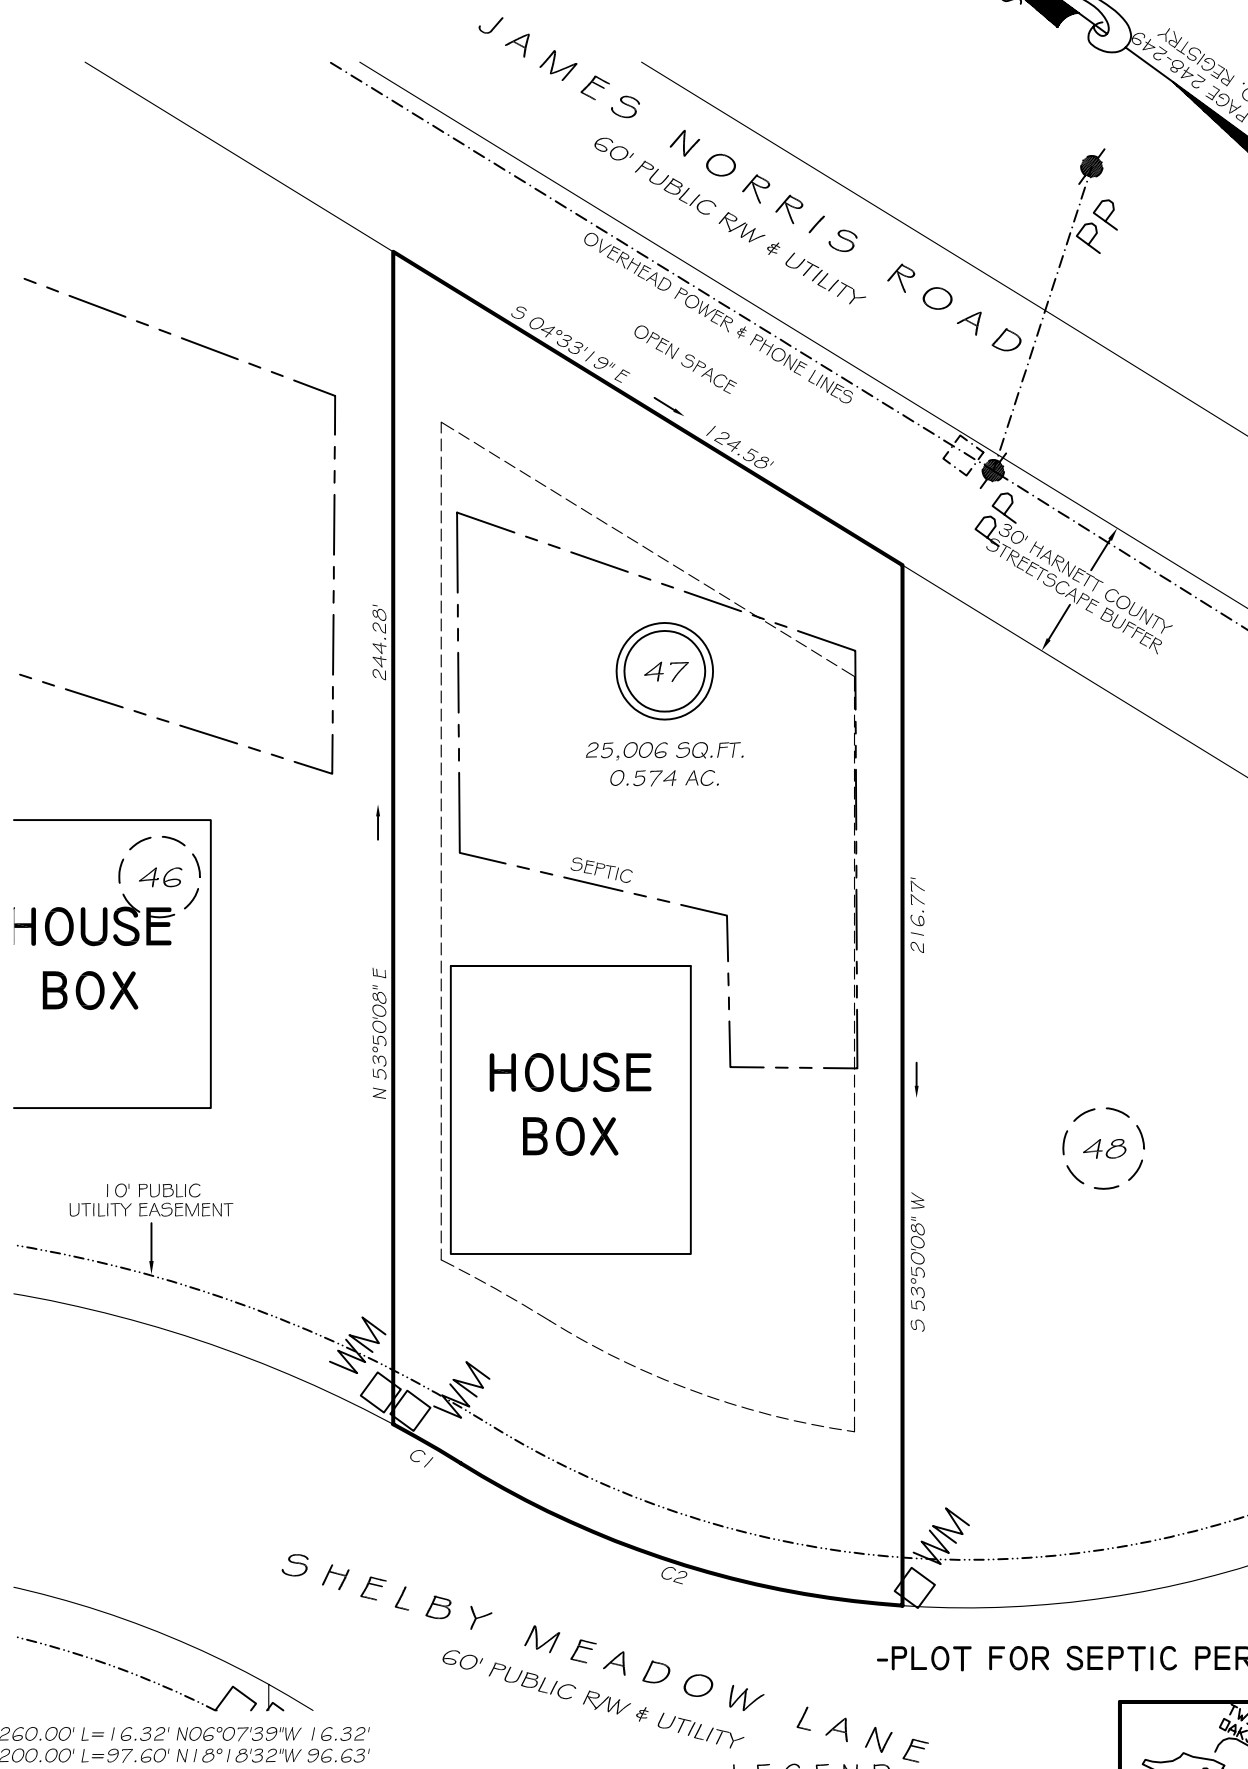 JAMES NORRIS ROAD
60' PUBLIC R/W & UTILITY
PAGE 248-249
REGISTRY
PP
OVERHEAD POWER & PHONE LINES
OPEN SPACE
S 04°33'19" E
124.58'
PP
30' HARNETT COUNTY
STREETSCAPE BUFFER
244.28'
47
25,006 SQ.FT.
0.574 AC.
SEPTIC
46
HOUSE
BOX
216.77'
N 53°50'08" E
HOUSE
BOX
48
10' PUBLIC
UTILITY EASEMENT
S 53°50'08" W
WM
WM
C1
WM
C2
SHELBY MEADOW LANE
60' PUBLIC R/W & UTILITY
-PLOT FOR SEPTIC PER
260.00' L=16.32' N06°07'39"W 16.32'
200.00' L=97.60' N18°18'32"W 96.63'